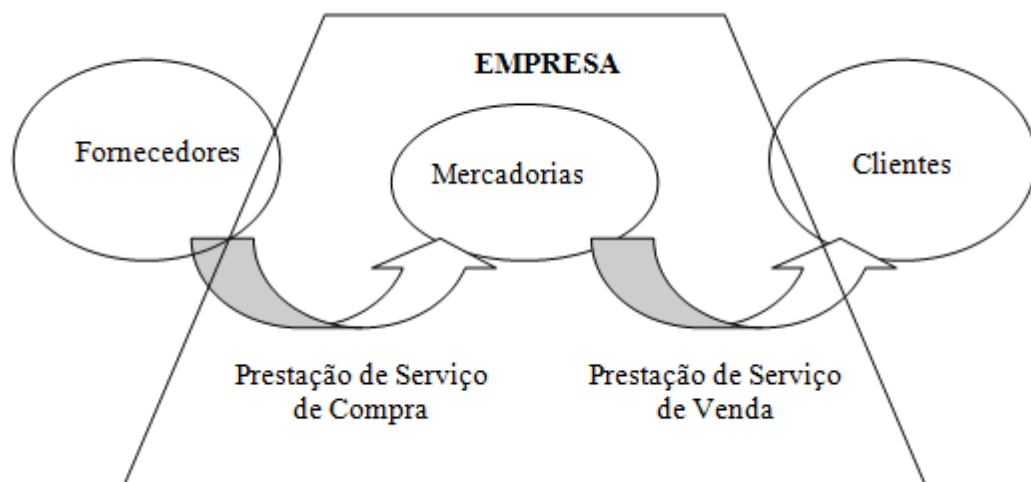 EMPRESA
Fornecedores
Mercadorias
Clientes
Prestação de Serviço
de Compra
Prestação de Serviço
de Venda